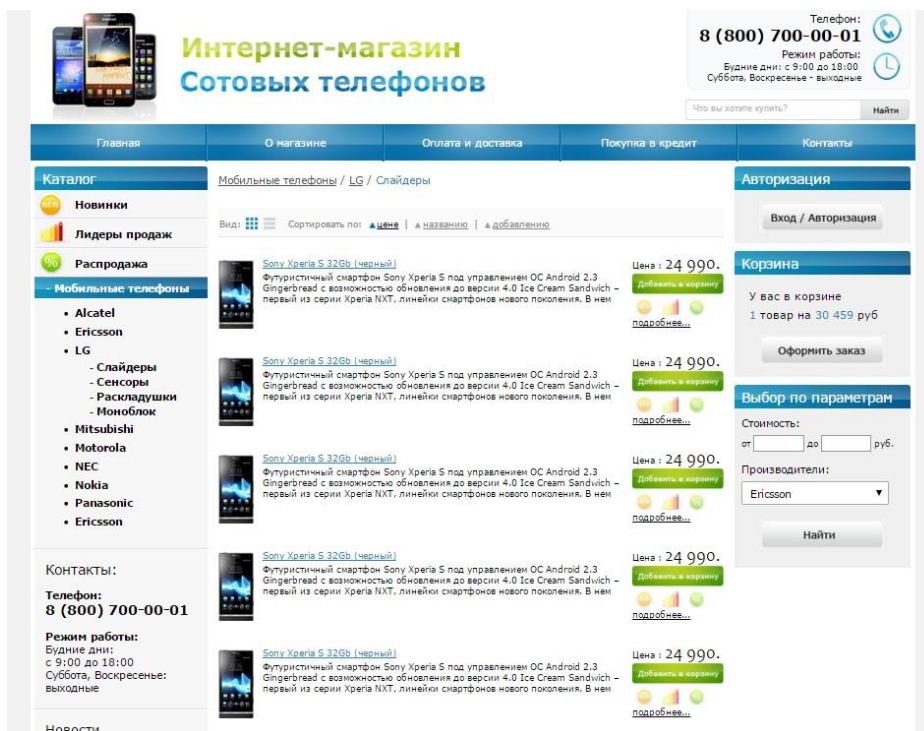 Интернет-магазин
Сотовых телефонов
Телефон:
8 (800) 700-00-01
Режим работы:
Будние дни: с 9:00 до 18:00
Суббота, Воскресенье - выходные
Что вы хотите купить?
Найти
Главная
О магазине
Оплата и доставка
Покупка в кредит
Контакты
Каталог
NEW Новинки
Лидеры продаж
% Распродажа
- Мобильные телефоны
• Alcatel
• Ericsson
• LG
- Слайдеры
- Сенсоры
- Раскладушки
- Моноблок
• Mitsubishi
• Motorola
• NEC
• Nokia
• Panasonic
• Ericsson
Контакты:
Телефон:
8 (800) 700-00-01
Режим работы:
Будние дни:
с 9:00 до 18:00
Суббота, Воскресенье:
выходные
Новости
Мобильные телефоны / LG / Слайдеры
Вид:
Сортировать по: ▲цене | ▲названию | ▲добавлению
Sony Xperia S 32Gb (черный)
Футуристичный смартфон Sony Xperia S под управлением ОС Android 2.3
Gingerbread с возможностью обновления до версии 4.0 Ice Cream Sandwich –
первый из серии Xperia NXT, линейки смартфонов нового поколения. В нем
Цена : 24 990.
Добавить в корзину
подробнее...
Sony Xperia S 32Gb (черный)
Футуристичный смартфон Sony Xperia S под управлением ОС Android 2.3
Gingerbread с возможностью обновления до версии 4.0 Ice Cream Sandwich –
первый из серии Xperia NXT, линейки смартфонов нового поколения. В нем
Цена : 24 990.
Добавить в корзину
подробнее...
Sony Xperia S 32Gb (черный)
Футуристичный смартфон Sony Xperia S под управлением ОС Android 2.3
Gingerbread с возможностью обновления до версии 4.0 Ice Cream Sandwich –
первый из серии Xperia NXT, линейки смартфонов нового поколения. В нем
Цена : 24 990.
Добавить в корзину
подробнее...
Sony Xperia S 32Gb (черный)
Футуристичный смартфон Sony Xperia S под управлением ОС Android 2.3
Gingerbread с возможностью обновления до версии 4.0 Ice Cream Sandwich –
первый из серии Xperia NXT, линейки смартфонов нового поколения. В нем
Цена : 24 990.
Добавить в корзину
подробнее...
Sony Xperia S 32Gb (черный)
Футуристичный смартфон Sony Xperia S под управлением ОС Android 2.3
Gingerbread с возможностью обновления до версии 4.0 Ice Cream Sandwich –
первый из серии Xperia NXT, линейки смартфонов нового поколения. В нем
Цена : 24 990.
Добавить в корзину
подробнее...
Авторизация
Вход / Авторизация
Корзина
У вас в корзине
1 товар на 30 459 руб
Оформить заказ
Выбор по параметрам
Стоимость:
от до руб.
Производители:
Ericsson
Найти